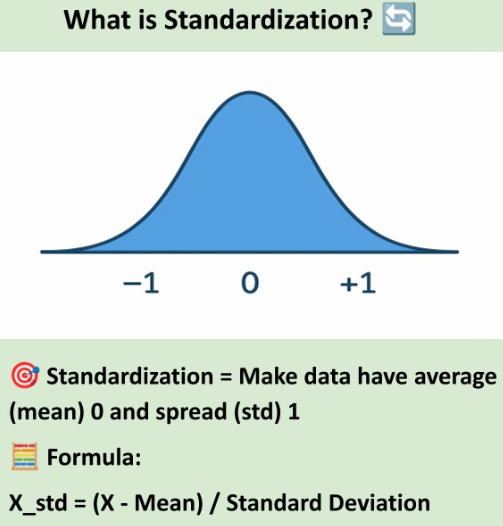 What is Standardization? 🔄
−1 0 +1
🎯 Standardization = Make data have average
(mean) 0 and spread (std) 1
🧮 Formula:
X_std = (X - Mean) / Standard Deviation